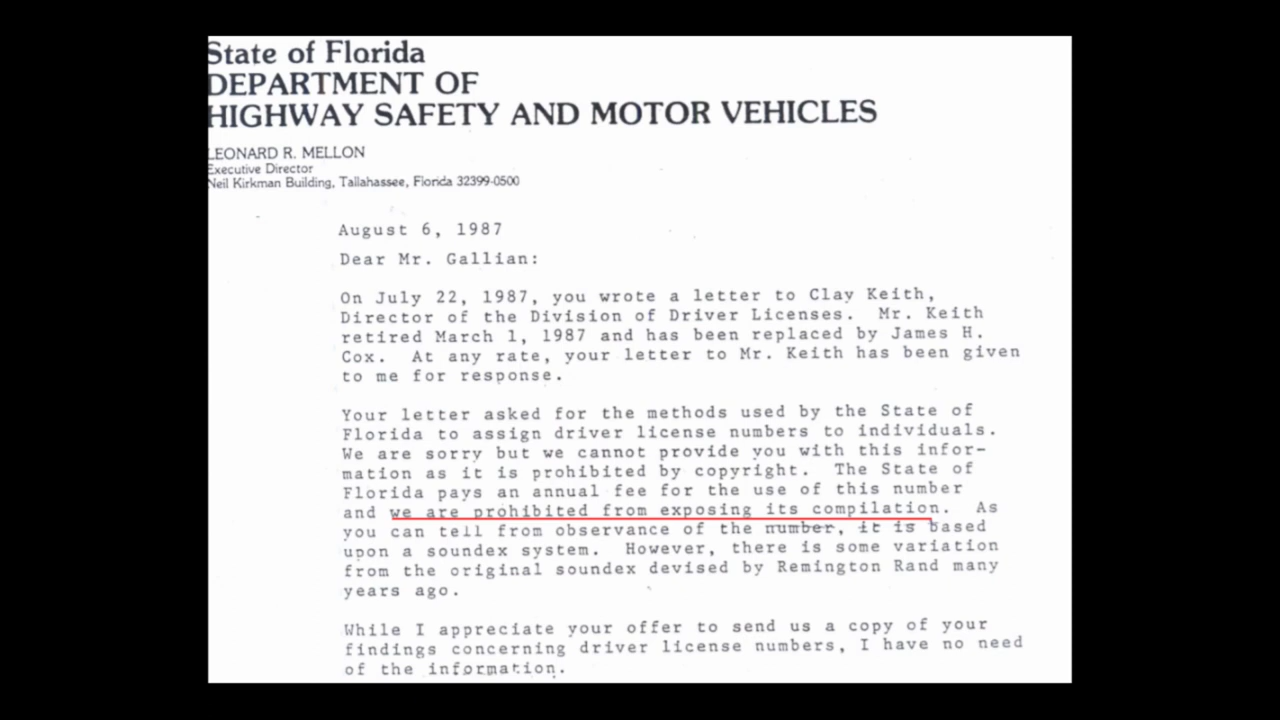 State of Florida
DEPARTMENT OF
HIGHWAY SAFETY AND MOTOR VEHICLES
LEONARD R. MELLON
Executive Director
Neil Kirkman Building, Tallahassee, Florida 32399-0500
August 6, 1987
Dear Mr. Gallian:
On July 22, 1987, you wrote a letter to Clay Keith,
Director of the Division of Driver Licenses. Mr. Keith
retired March 1, 1987 and has been replaced by James H.
Cox. At any rate, your letter to Mr. Keith has been given
to me for response.
Your letter asked for the methods used by the State of
Florida to assign driver license numbers to individuals.
We are sorry but we cannot provide you with this infor-
mation as it is prohibited by copyright. The State of
Florida pays an annual fee for the use of this number
and we are prohibited from exposing its compilation. As
you can tell from observance of the number, it is based
upon a soundex system. However, there is some variation
from the original soundex devised by Remington Rand many
years ago.
While I appreciate your offer to send us a copy of your
findings concerning driver license numbers, I have no need
of the information.